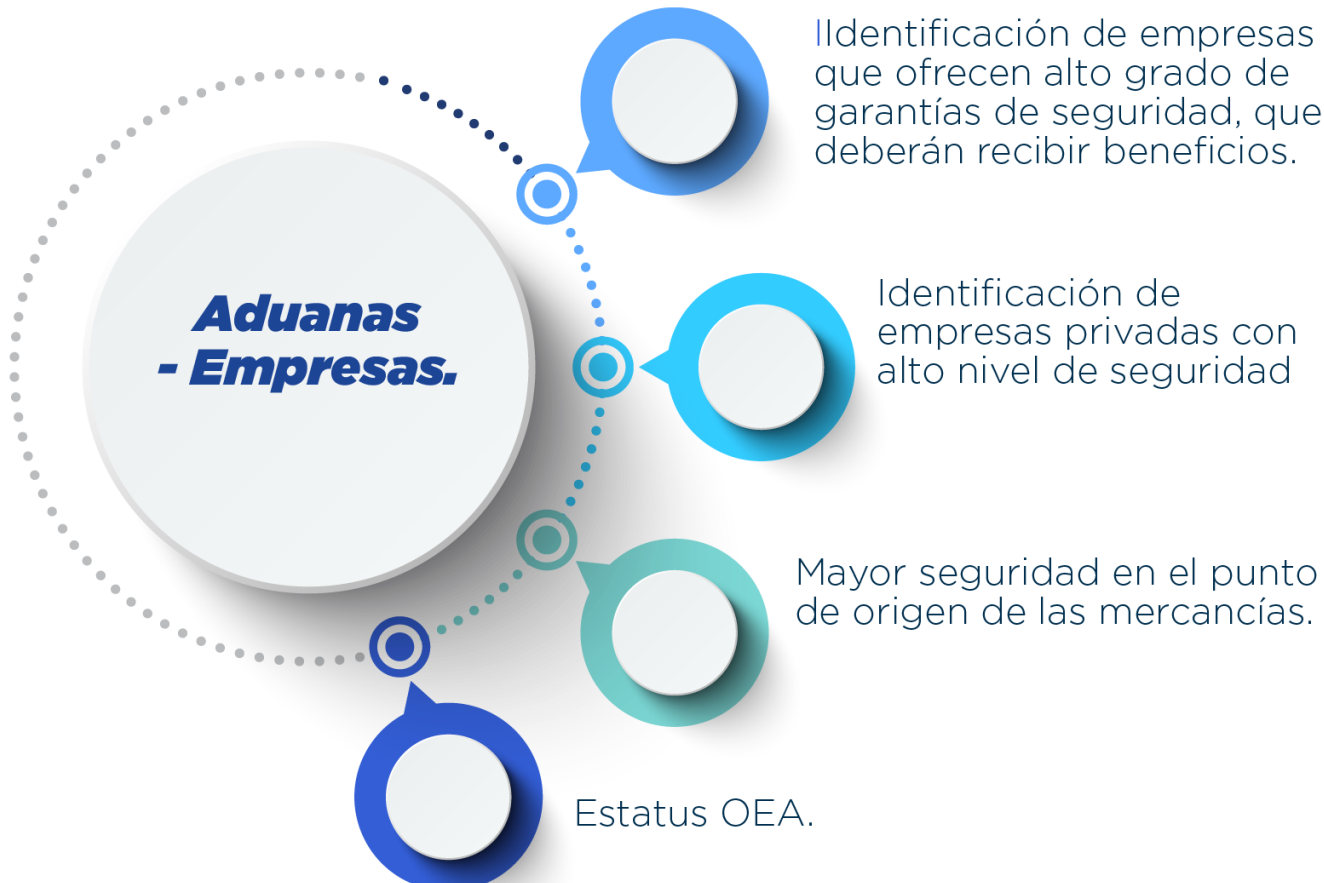 Aduanas
- Empresas.
IIdentificación de empresas
que ofrecen alto grado de
garantías de seguridad, que
deberán recibir beneficios.
Identificación de
empresas privadas con
alto nivel de seguridad
Mayor seguridad en el punto
de origen de las mercancías.
Estatus OEA.